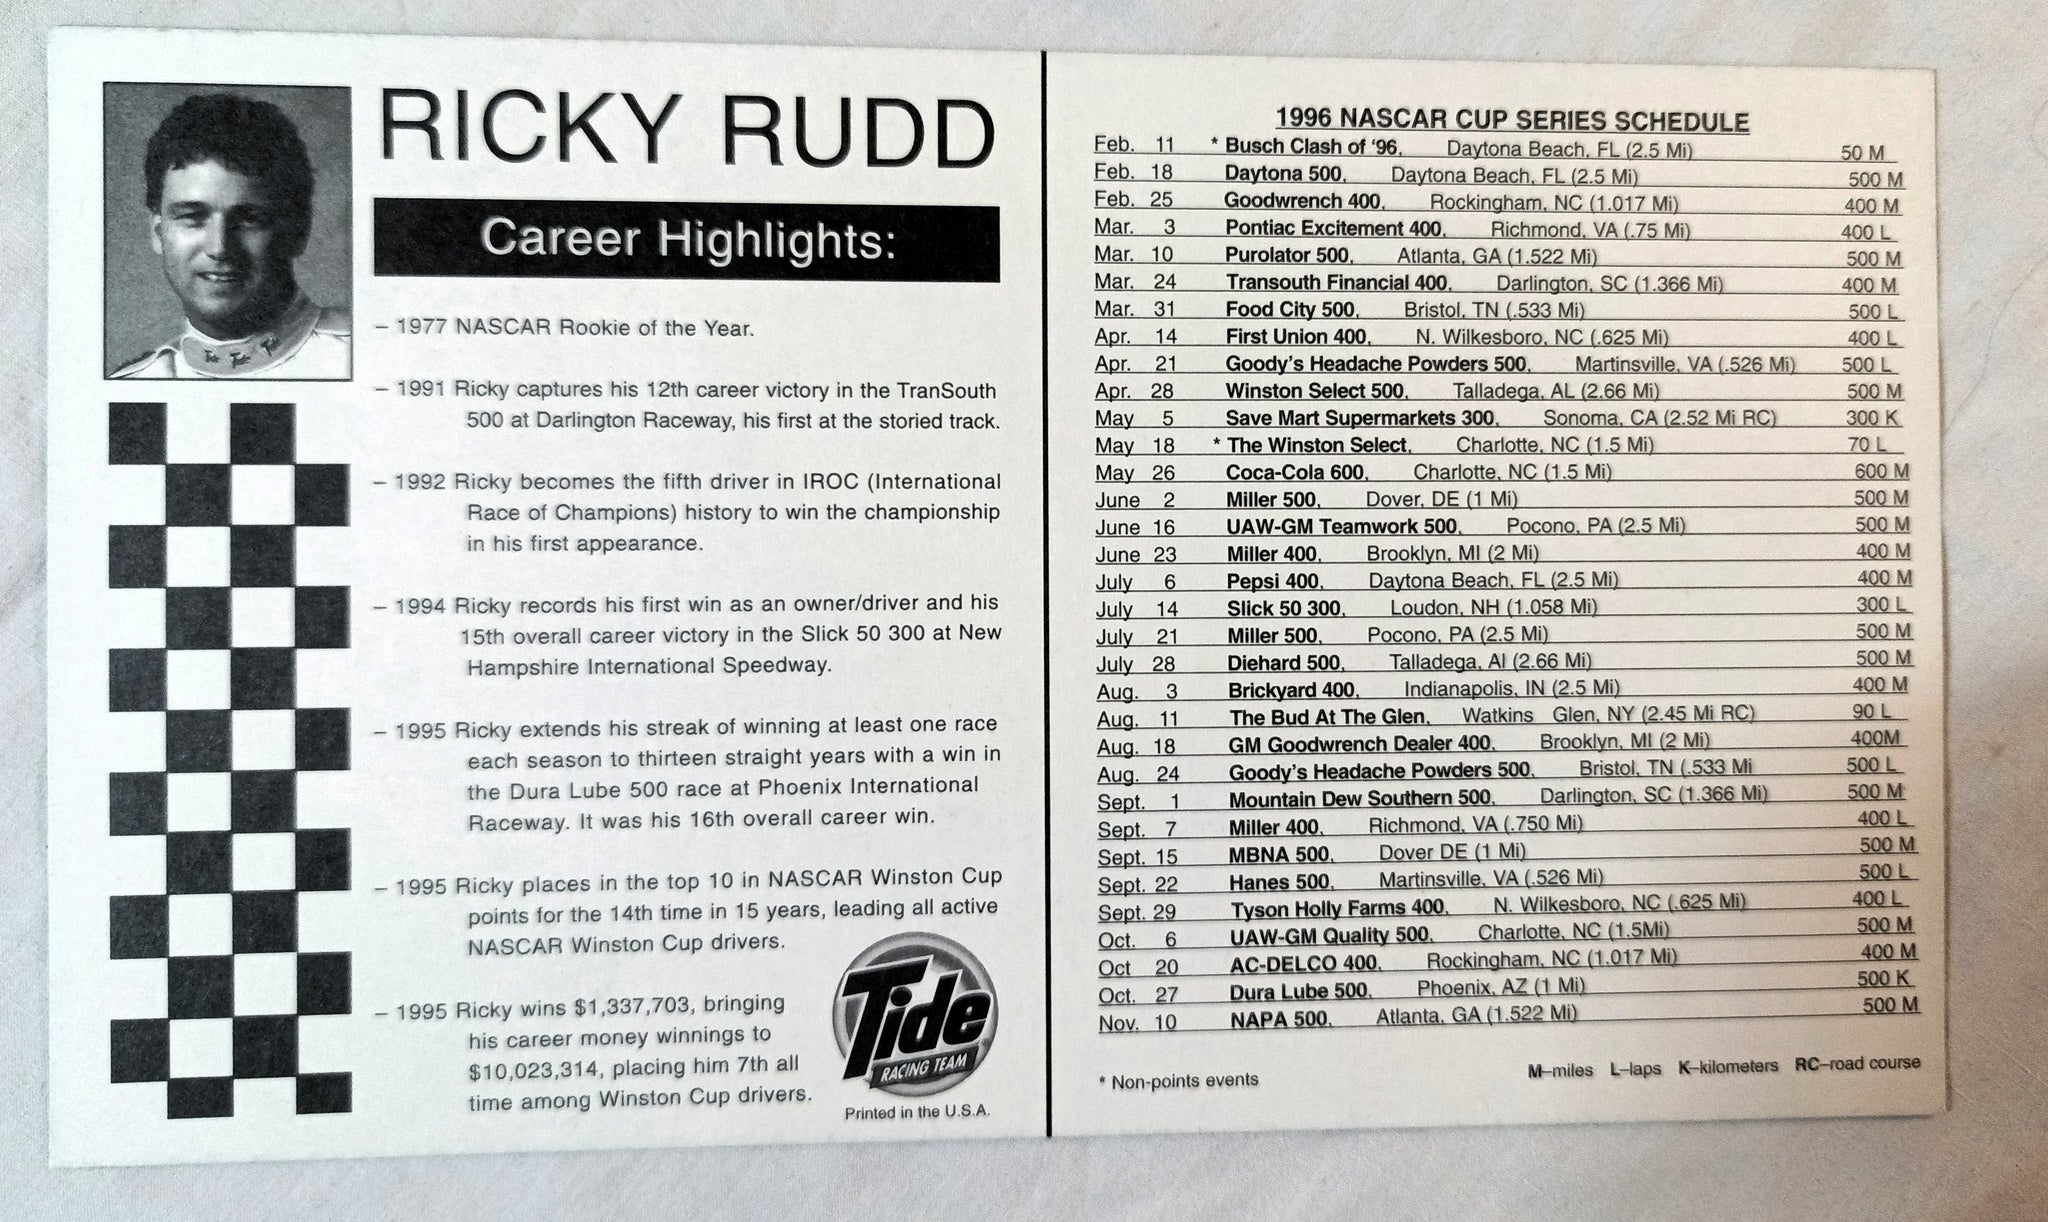 RICKY RUDD
Career Highlights:
– 1977 NASCAR Rookie of the Year.
– 1991 Ricky captures his 12th career victory in the TranSouth
500 at Darlington Raceway, his first at the storied track.
– 1992 Ricky becomes the fifth driver in IROC (International
Race of Champions) history to win the championship
in his first appearance.
– 1994 Ricky records his first win as an owner/driver and his
15th overall career victory in the Slick 50 300 at New
Hampshire International Speedway.
– 1995 Ricky extends his streak of winning at least one race
each season to thirteen straight years with a win in
the Dura Lube 500 race at Phoenix International
Raceway. It was his 16th overall career win.
– 1995 Ricky places in the top 10 in NASCAR Winston Cup
points for the 14th time in 15 years, leading all active
NASCAR Winston Cup drivers.
– 1995 Ricky wins $1,337,703, bringing
his career money winnings to
$10,023,314, placing him 7th all
time among Winston Cup drivers.
Tide Tide Tide
Tide
RACING TEAM
Printed in the U.S.A.
1996 NASCAR CUP SERIES SCHEDULE
Feb. 11 * Busch Clash of '96, Daytona Beach, FL (2.5 Mi) 50 M
Feb. 18 Daytona 500, Daytona Beach, FL (2.5 Mi) 500 M
Feb. 25 Goodwrench 400, Rockingham, NC (1.017 Mi) 400 M
Mar. 3 Pontiac Excitement 400, Richmond, VA (.75 Mi) 400 L
Mar. 10 Purolator 500, Atlanta, GA (1.522 Mi) 500 M
Mar. 24 Transouth Financial 400, Darlington, SC (1.366 Mi) 400 M
Mar. 31 Food City 500, Bristol, TN (.533 Mi) 500 L
Apr. 14 First Union 400, N. Wilkesboro, NC (.625 Mi) 400 L
Apr. 21 Goody's Headache Powders 500, Martinsville, VA (.526 Mi) 500 L
Apr. 28 Winston Select 500, Talladega, AL (2.66 Mi) 500 M
May 5 Save Mart Supermarkets 300, Sonoma, CA (2.52 Mi RC) 300 K
May 18 * The Winston Select, Charlotte, NC (1.5 Mi) 70 L
May 26 Coca-Cola 600, Charlotte, NC (1.5 Mi) 600 M
June 2 Miller 500, Dover, DE (1 Mi) 500 M
June 16 UAW-GM Teamwork 500, Pocono, PA (2.5 Mi) 500 M
June 23 Miller 400, Brooklyn, MI (2 Mi) 400 M
July 6 Pepsi 400, Daytona Beach, FL (2.5 Mi) 400 M
July 14 Slick 50 300, Loudon, NH (1.058 Mi) 300 L
July 21 Miller 500, Pocono, PA (2.5 Mi) 500 M
July 28 Diehard 500, Talladega, Al (2.66 Mi) 500 M
Aug. 3 Brickyard 400, Indianapolis, IN (2.5 Mi) 400 M
Aug. 11 The Bud At The Glen, Watkins Glen, NY (2.45 Mi RC) 90 L
Aug. 18 GM Goodwrench Dealer 400, Brooklyn, MI (2 Mi) 400M
Aug. 24 Goody's Headache Powders 500, Bristol, TN (.533 Mi 500 L
Sept. 1 Mountain Dew Southern 500, Darlington, SC (1.366 Mi) 500 M
Sept. 7 Miller 400, Richmond, VA (.750 Mi) 400 L
Sept. 15 MBNA 500, Dover DE (1 Mi) 500 M
Sept. 22 Hanes 500, Martinsville, VA (.526 Mi) 500 L
Sept. 29 Tyson Holly Farms 400, N. Wilkesboro, NC (.625 Mi) 400 L
Oct. 6 UAW-GM Quality 500, Charlotte, NC (1.5Mi) 500 M
Oct 20 AC-DELCO 400, Rockingham, NC (1.017 Mi) 400 M
Oct. 27 Dura Lube 500, Phoenix, AZ (1 Mi) 500 K
Nov. 10 NAPA 500, Atlanta, GA (1.522 Mi) 500 M
* Non-points events
M–miles L–laps K–kilometers RC–road course